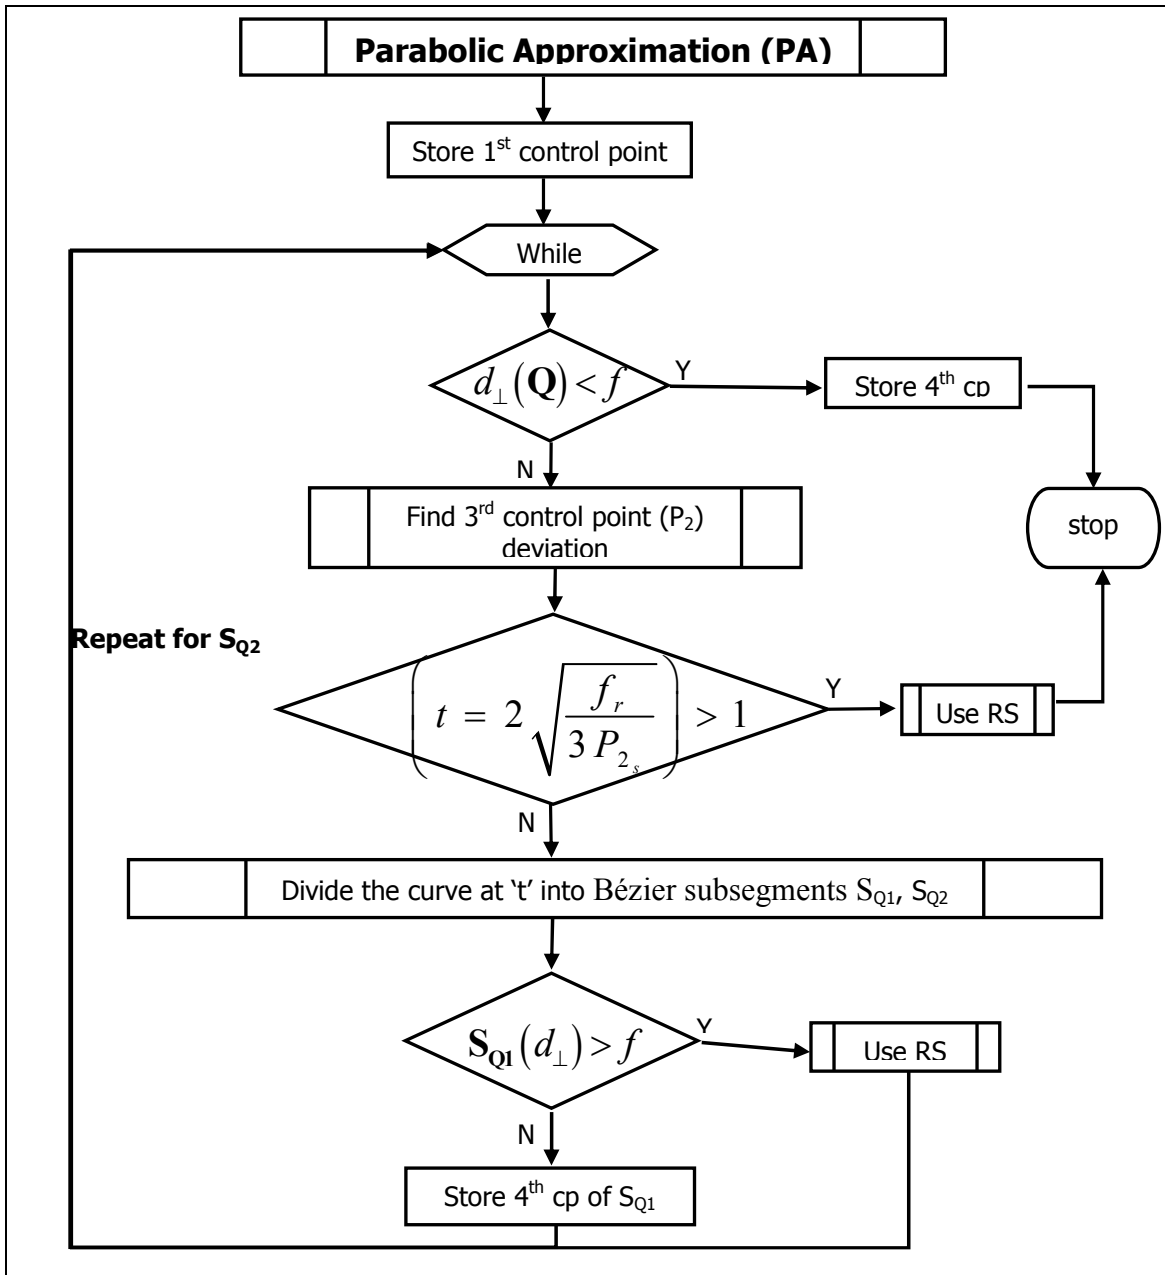 Parabolic Approximation (PA)
Store 1st control point
While
d⊥(Q) < f
Y
Store 4th cp
N
Find 3rd control point (P2)
deviation
stop
Repeat for SQ2
( t = 2 √(fr / 3 P2s) ) > 1
Y
Use RS
N
Divide the curve at ‘t’ into Bézier subsegments SQ1, SQ2
SQ1(d⊥) > f
Y
Use RS
N
Store 4th cp of SQ1